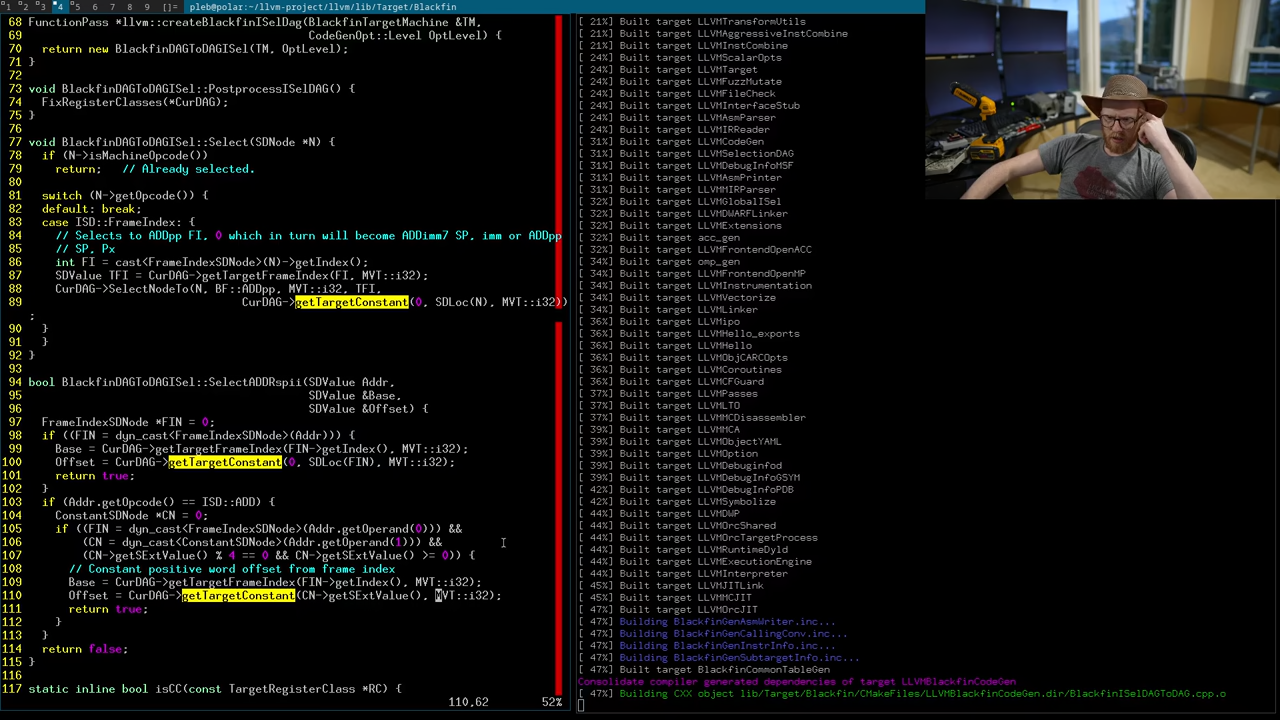 1 2 3 4 5 6 7 8 9 []= pleb@polar:~/llvm-project/llvm/lib/Target/Blackfin
68 FunctionPass *llvm::createBlackfinISelDag(BlackfinTargetMachine &TM,
69 CodeGenOpt::Level OptLevel) {
70 return new BlackfinDAGToDAGISel(TM, OptLevel);
71 }
72
73 void BlackfinDAGToDAGISel::PostprocessISelDAG() {
74 FixRegisterClasses(*CurDAG);
75 }
76
77 void BlackfinDAGToDAGISel::Select(SDNode *N) {
78 if (N->isMachineOpcode())
79 return; // Already selected.
80
81 switch (N->getOpcode()) {
82 default: break;
83 case ISD::FrameIndex: {
84 // Selects to ADDpp FI, 0 which in turn will become ADDimm7 SP, imm or ADDpp
85 // SP, Px
86 int FI = cast<FrameIndexSDNode>(N)->getIndex();
87 SDValue TFI = CurDAG->getTargetFrameIndex(FI, MVT::i32);
88 CurDAG->SelectNodeTo(N, BF::ADDpp, MVT::i32, TFI,
89 CurDAG->getTargetConstant(0, SDLoc(N), MVT::i32))
;
90 }
91 }
92 }
93
94 bool BlackfinDAGToDAGISel::SelectADDRspii(SDValue Addr,
95 SDValue &Base,
96 SDValue &Offset) {
97 FrameIndexSDNode *FIN = 0;
98 if ((FIN = dyn_cast<FrameIndexSDNode>(Addr))) {
99 Base = CurDAG->getTargetFrameIndex(FIN->getIndex(), MVT::i32);
100 Offset = CurDAG->getTargetConstant(0, SDLoc(FIN), MVT::i32);
101 return true;
102 }
103 if (Addr.getOpcode() == ISD::ADD) {
104 ConstantSDNode *CN = 0;
105 if ((FIN = dyn_cast<FrameIndexSDNode>(Addr.getOperand(0))) &&
106 (CN = dyn_cast<ConstantSDNode>(Addr.getOperand(1))) &&
107 (CN->getSExtValue() % 4 == 0 && CN->getSExtValue() >= 0)) {
108 // Constant positive word offset from frame index
109 Base = CurDAG->getTargetFrameIndex(FIN->getIndex(), MVT::i32);
110 Offset = CurDAG->getTargetConstant(CN->getSExtValue(), MVT::i32);
111 return true;
112 }
113 }
114 return false;
115 }
116
117 static inline bool isCC(const TargetRegisterClass *RC) {
110,62 52%
[ 21%] Built target LLVMTransformUtils
[ 21%] Built target LLVMAggressiveInstCombine
[ 21%] Built target LLVMInstCombine
[ 24%] Built target LLVMScalarOpts
[ 24%] Built target LLVMTarget
[ 24%] Built target LLVMFuzzMutate
[ 24%] Built target LLVMFileCheck
[ 24%] Built target LLVMInterfaceStub
[ 24%] Built target LLVMAsmParser
[ 24%] Built target LLVMIRReader
[ 27%] Built target LLVMCodeGen
[ 31%] Built target LLVMSelectionDAG
[ 31%] Built target LLVMDebugInfoMSF
[ 31%] Built target LLVMAsmPrinter
[ 31%] Built target LLVMMIRParser
[ 32%] Built target LLVMGlobalISel
[ 32%] Built target LLVMDWARFLinker
[ 32%] Built target LLVMExtensions
[ 32%] Built target acc_gen
[ 32%] Built target LLVMFrontendOpenACC
[ 34%] Built target omp_gen
[ 34%] Built target LLVMFrontendOpenMP
[ 34%] Built target LLVMInstrumentation
[ 34%] Built target LLVMVectorize
[ 34%] Built target LLVMLinker
[ 36%] Built target LLVMipo
[ 36%] Built target LLVMHello_exports
[ 36%] Built target LLVMHello
[ 36%] Built target LLVMObjCARCOpts
[ 36%] Built target LLVMCoroutines
[ 36%] Built target LLVMCFGuard
[ 36%] Built target LLVMPasses
[ 37%] Built target LLVMLTO
[ 37%] Built target LLVMMCDisassembler
[ 37%] Built target LLVMMCA
[ 39%] Built target LLVMObjectYAML
[ 39%] Built target LLVMOption
[ 39%] Built target LLVMDebuginfod
[ 39%] Built target LLVMDebugInfoGSYM
[ 42%] Built target LLVMDebugInfoPDB
[ 42%] Built target LLVMSymbolize
[ 44%] Built target LLVMDWP
[ 44%] Built target LLVMOrcShared
[ 44%] Built target LLVMOrcTargetProcess
[ 44%] Built target LLVMRuntimeDyld
[ 44%] Built target LLVMExecutionEngine
[ 44%] Built target LLVMInterpreter
[ 45%] Built target LLVMJITLink
[ 45%] Built target LLVMMCJIT
[ 47%] Built target LLVMOrcJIT
[ 47%] Building BlackfinGenAsmWriter.inc...
[ 47%] Building BlackfinGenCallingConv.inc...
[ 47%] Building BlackfinGenInstrInfo.inc...
[ 47%] Building BlackfinGenSubtargetInfo.inc...
[ 47%] Built target BlackfinCommonTableGen
Consolidate compiler generated dependencies of target LLVMBlackfinCodeGen
[ 47%] Building CXX object lib/Target/Blackfin/CMakeFiles/LLVMBlackfinCodeGen.dir/BlackfinISelDAGToDAG.cpp.o